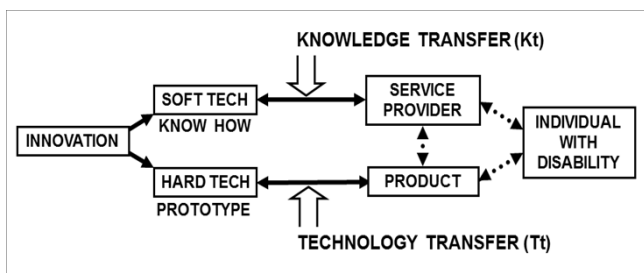 KNOWLEDGE TRANSFER (Kt)
SOFT TECH
KNOW HOW
SERVICE
PROVIDER
INNOVATION
INDIVIDUAL
WITH
DISABILITY
HARD TECH
PROTOTYPE
PRODUCT
TECHNOLOGY TRANSFER (Tt)